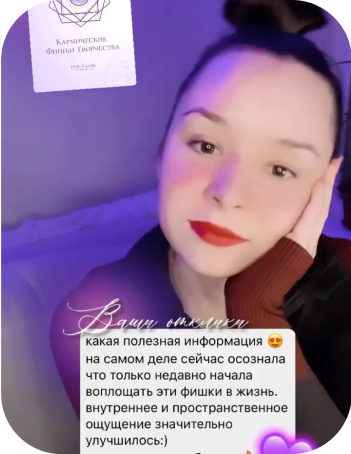 Кармические
Фишки Творчества
Ваши отклики
какая полезная информация 😍
на самом деле сейчас осознала
что только недавно начала
воплощать эти фишки в жизнь.
внутреннее и пространственное
ощущение значительно
улучшилось:)